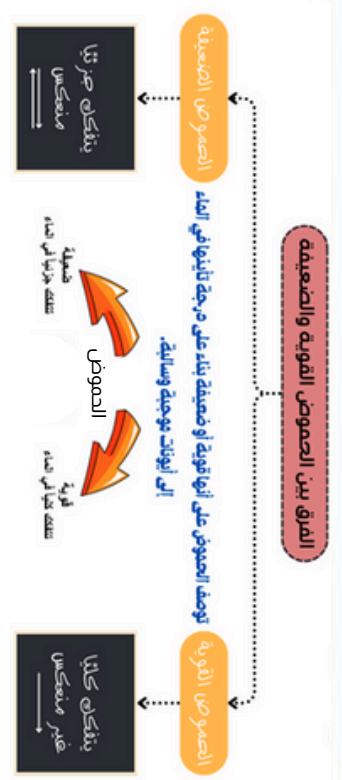 الفرق بين الحموض القوية والضعيفة
الحموض القوية
الحموض الضعيفة
توصف الحموض على أنها قوية أو ضعيفة بناء على درجة تأينها في الماء
إلى أيونات موجبة وسالبة.
يتفكك كليًا
غير منعكس
يتفكك جزئيًا
منعكس
الحموض
قوية
تتفكك كلياً في الماء
ضعيفة
تتفكك جزئياً في الماء